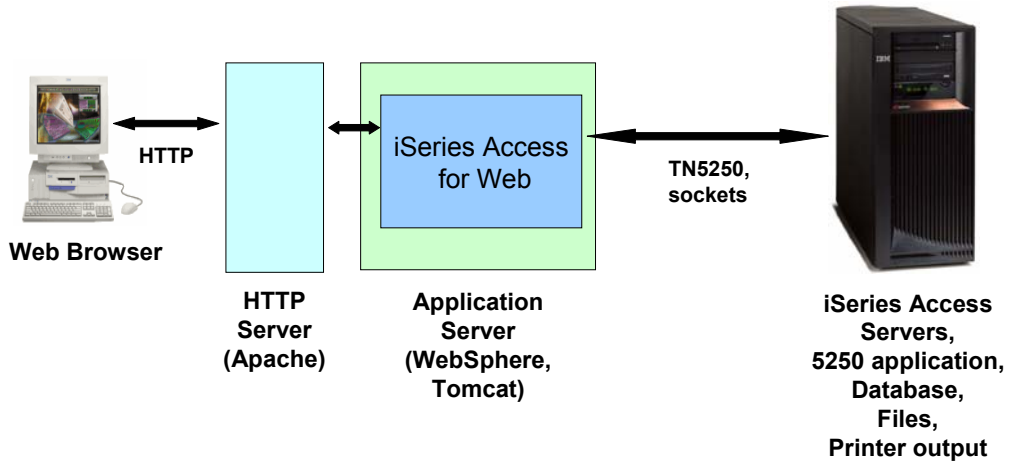 HTTP
Web Browser
HTTP
Server
(Apache)
iSeries Access
for Web
Application
Server
(WebSphere,
Tomcat)
TN5250,
sockets
IBM
iSeries Access
Servers,
5250 application,
Database,
Files,
Printer output